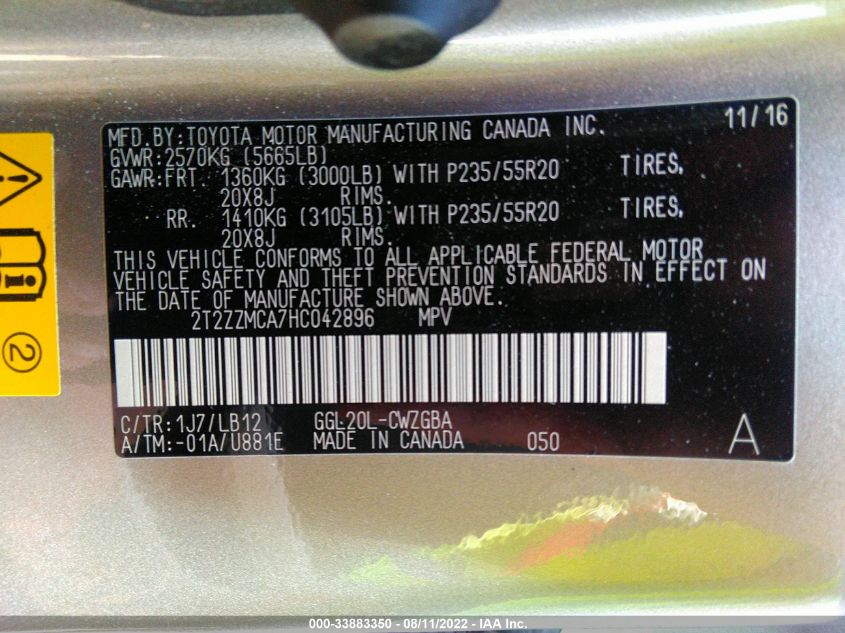 MFD.BY:TOYOTA MOTOR MANUFACTURING CANADA INC. 11/16
GVWR:2570KG (5665LB)
GAWR:FRT. 1360KG (3000LB) WITH P235/55R20 TIRES,
20X8J RIMS.
RR. 1410KG (3105LB) WITH P235/55R20 TIRES,
20X8J RIMS.
THIS VEHICLE CONFORMS TO ALL APPLICABLE FEDERAL MOTOR
VEHICLE SAFETY AND THEFT PREVENTION STANDARDS IN EFFECT ON
THE DATE OF MANUFACTURE SHOWN ABOVE.
2T2ZZMCA7HC042896 MPV
C/TR:1J7/LB12 GGL20L-CWZGBA
A/TM:-01A/U881E MADE IN CANADA 050 A
2
000-33883350 - 08/11/2022 - IAA Inc.